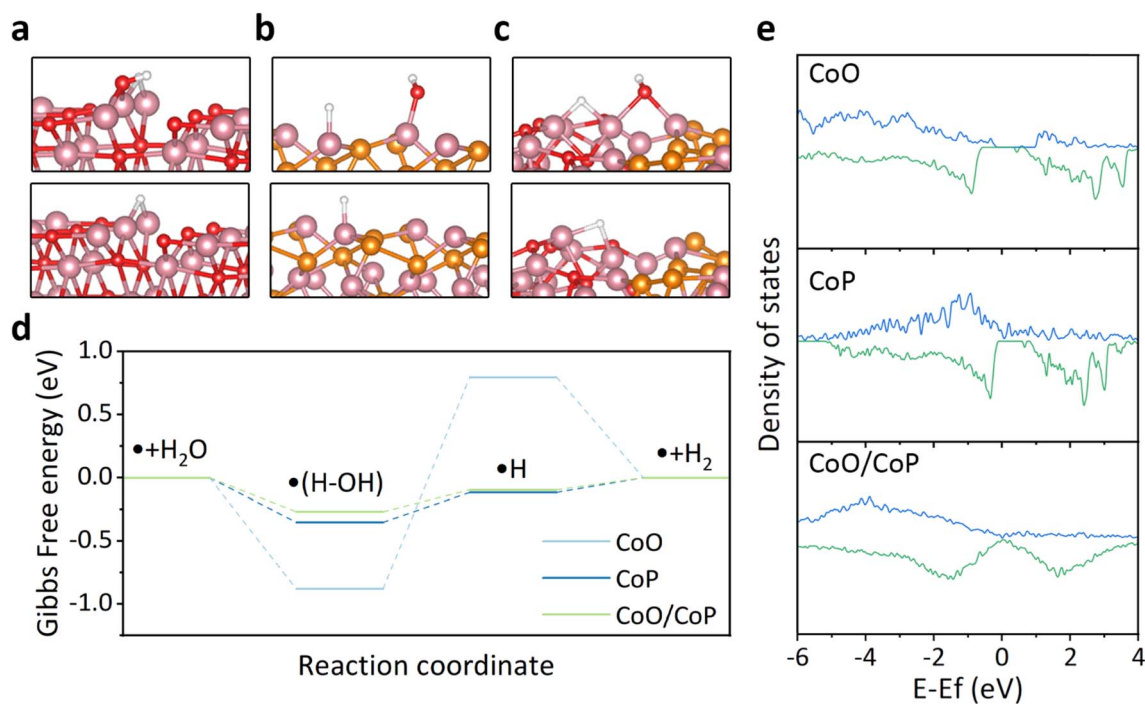 a
b
c
d
1.0
0.5
0.0
-0.5
-1.0
Gibbs Free energy (eV)
●+H₂O
●(H-OH)
●H
●+H₂
CoO
CoP
CoO/CoP
Reaction coordinate
e
CoO
CoP
CoO/CoP
Density of states
-6 -4 -2 0 2 4
E-Ef (eV)